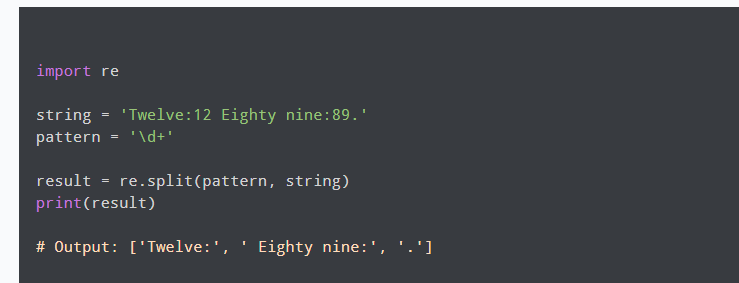 import re
string = 'Twelve:12 Eighty nine:89.'
pattern = '\d+'
result = re.split(pattern, string)
print(result)
# Output: ['Twelve:', ' Eighty nine:', '.']